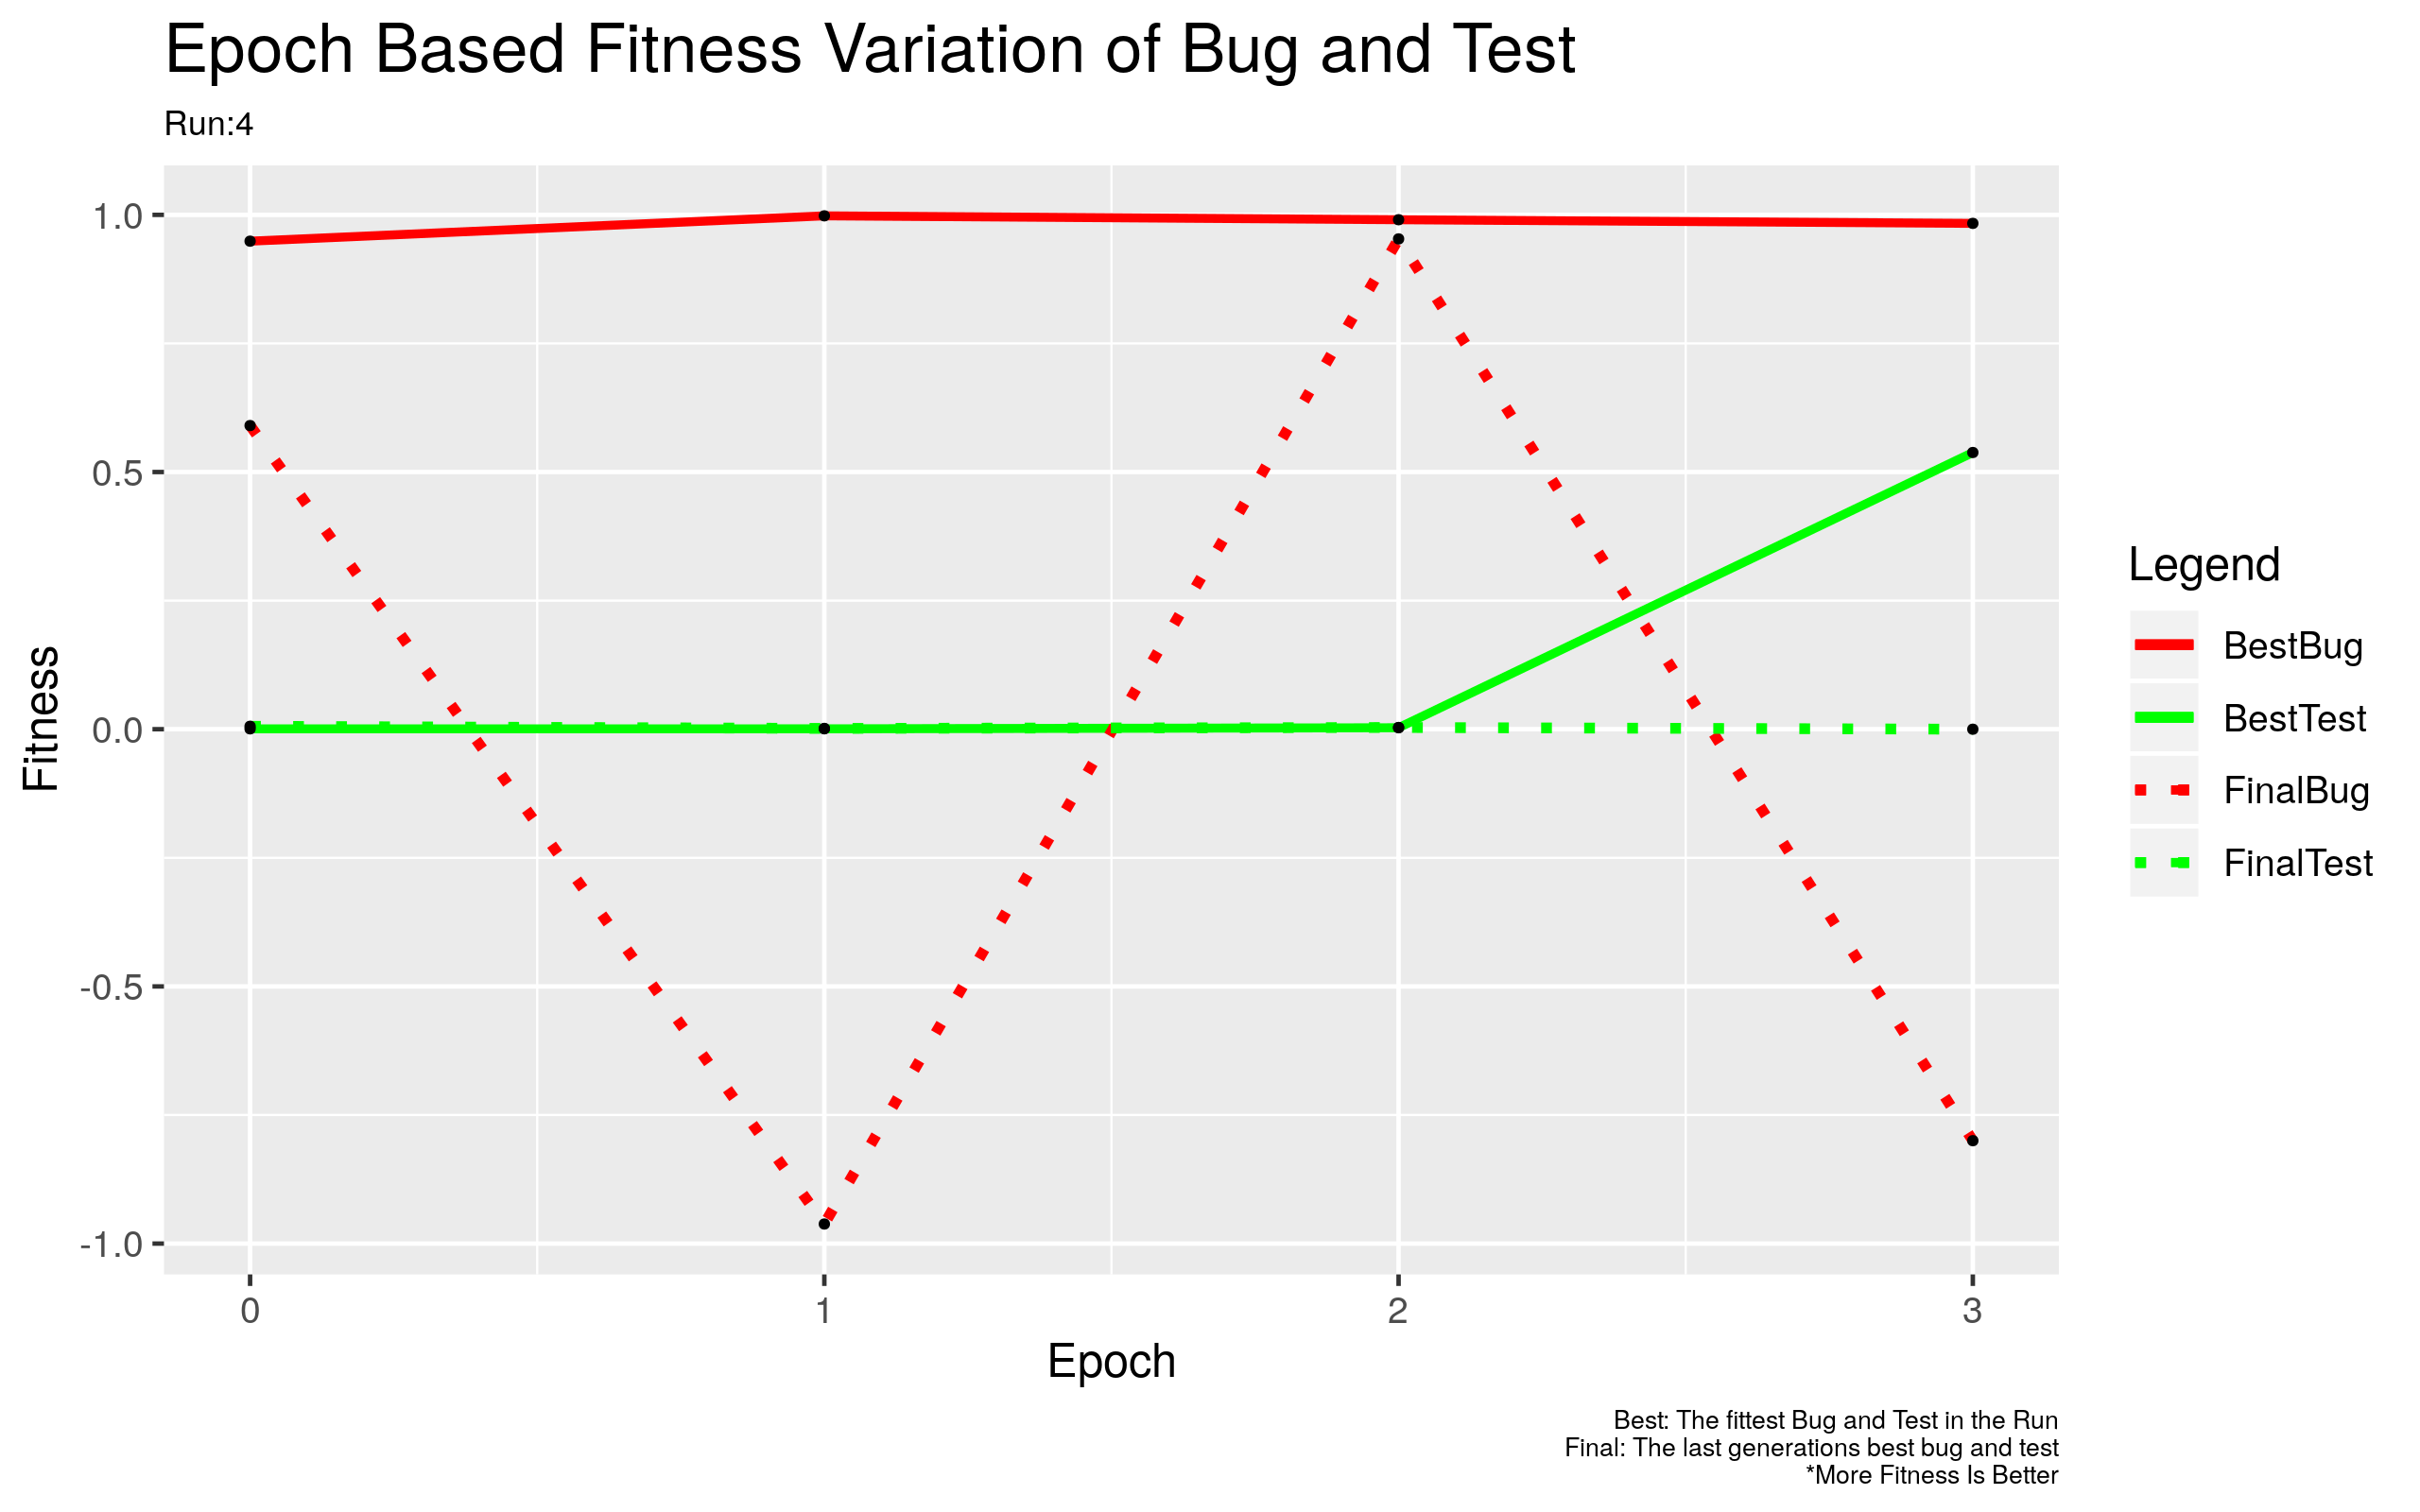 Epoch Based Fitness Variation of Bug and Test
Run:4
1.0
0.5
0.0
-0.5
-1.0
Fitness
0
1
2
3
Epoch
Legend
BestBug
BestTest
FinalBug
FinalTest
Best: The fittest Bug and Test in the Run
Final: The last generations best bug and test
*More Fitness Is Better